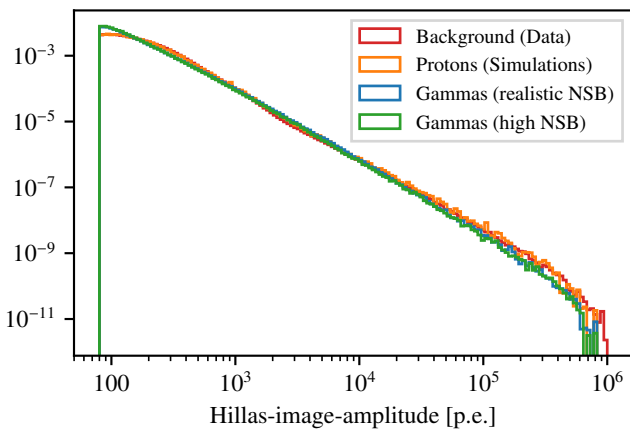 10⁻³
10⁻⁵
10⁻⁷
10⁻⁹
10⁻¹¹
Background (Data)
Protons (Simulations)
Gammas (realistic NSB)
Gammas (high NSB)
100 10³ 10⁴ 10⁵ 10⁶
Hillas-image-amplitude [p.e.]